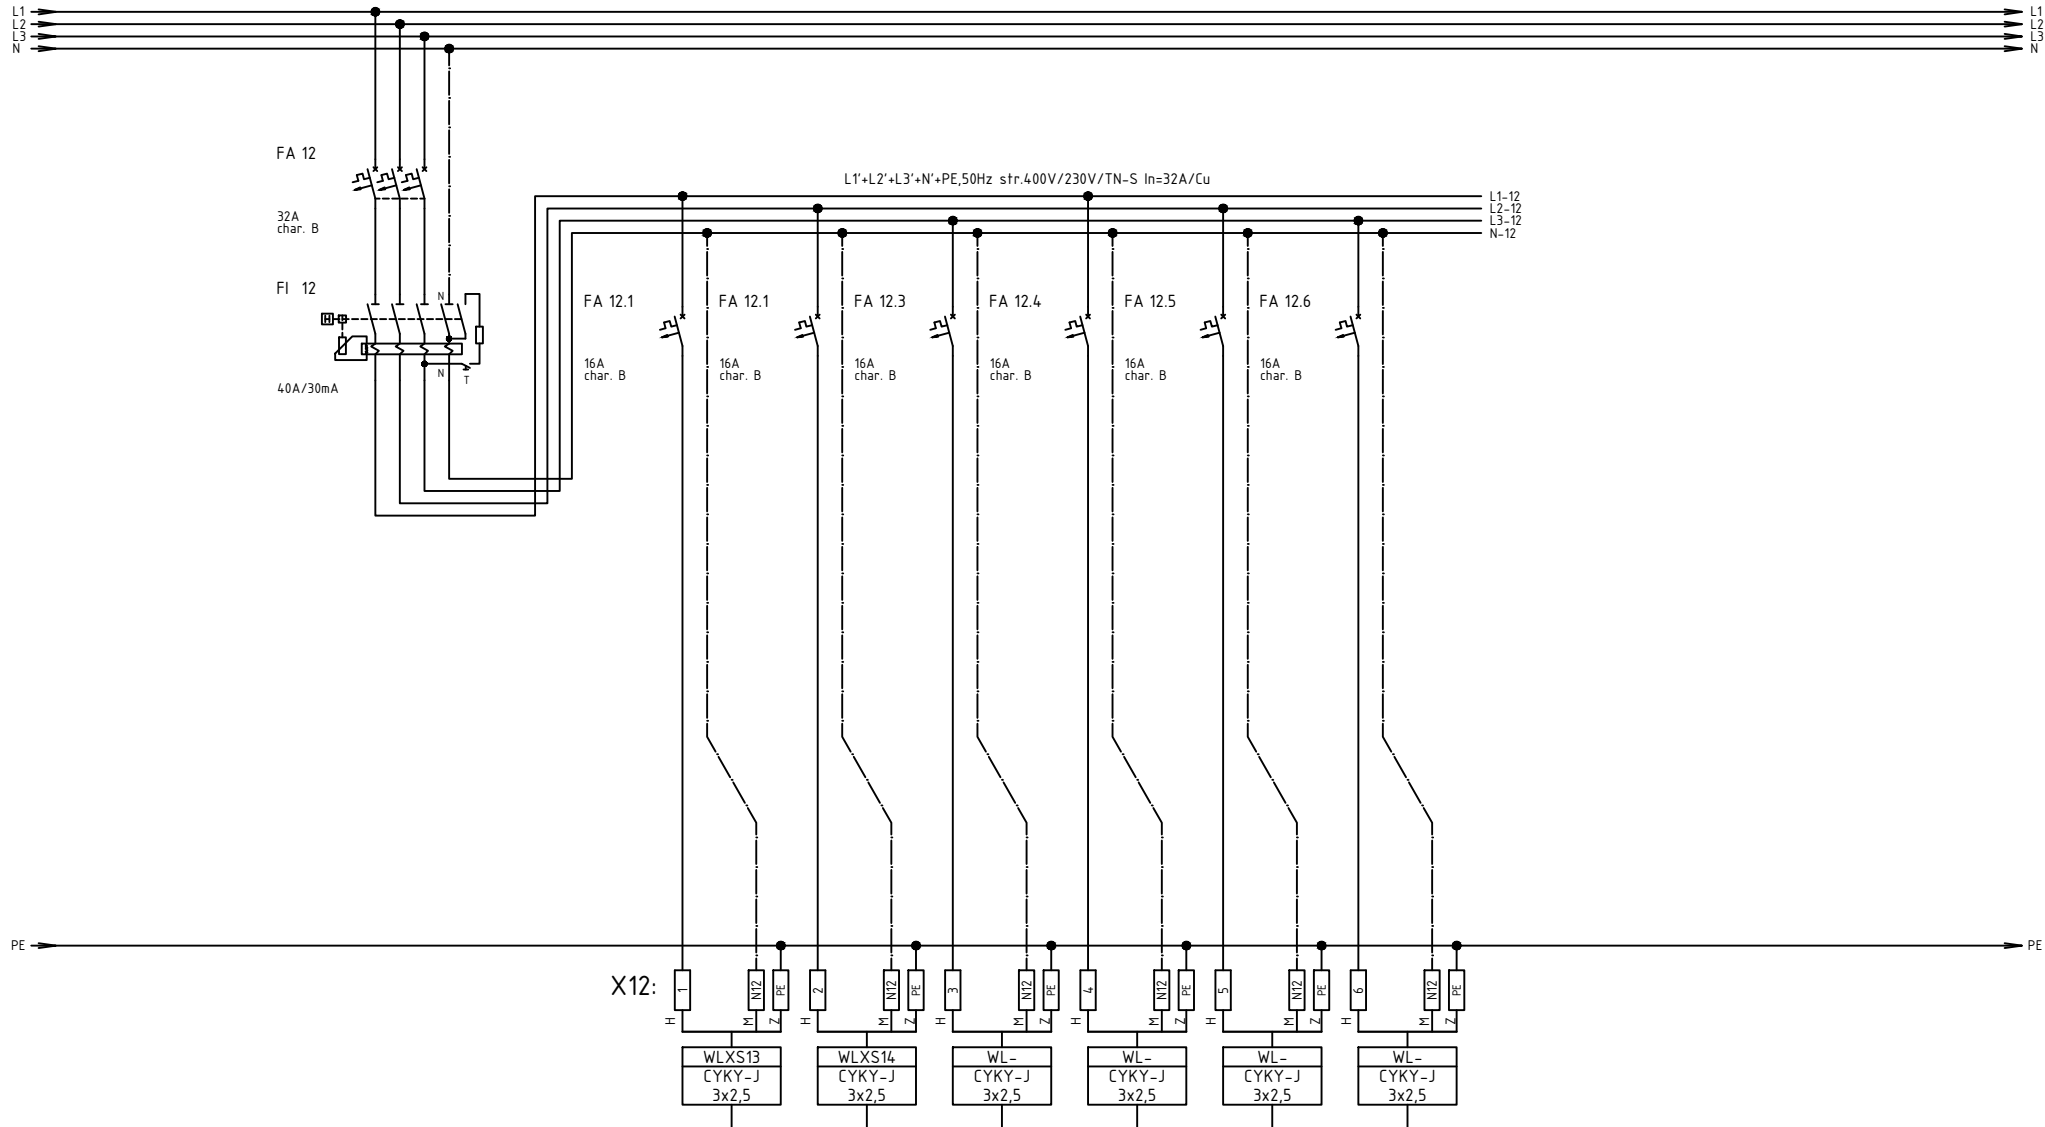 L1
L1
L2
L2
L3
L3
N
N
FA 12
32A
char. B
FI  12
40A/30mA
N
N
T
L1'+L2'+L3'+N'+PE,50Hz str.400V/230V/TN-S In=32A/Cu
L1-12
L2-12
L3-12
N-12
FA 12.1
16A
char. B
FA 12.1
16A
char. B
FA 12.3
16A
char. B
FA 12.4
16A
char. B
FA 12.5
16A
char. B
FA 12.6
16A
char. B
PE
PE
X12:
1
N12
PE
2
N12
PE
3
N12
PE
4
N12
PE
5
N12
PE
6
N12
PE
H
M
Z
H
M
Z
H
M
Z
H
M
Z
H
M
Z
H
M
Z
WLXS13
CYKY-J
3x2,5
WLXS14
CYKY-J
3x2,5
WL-
CYKY-J
3x2,5
WL-
CYKY-J
3x2,5
WL-
CYKY-J
3x2,5
WL-
CYKY-J
3x2,5